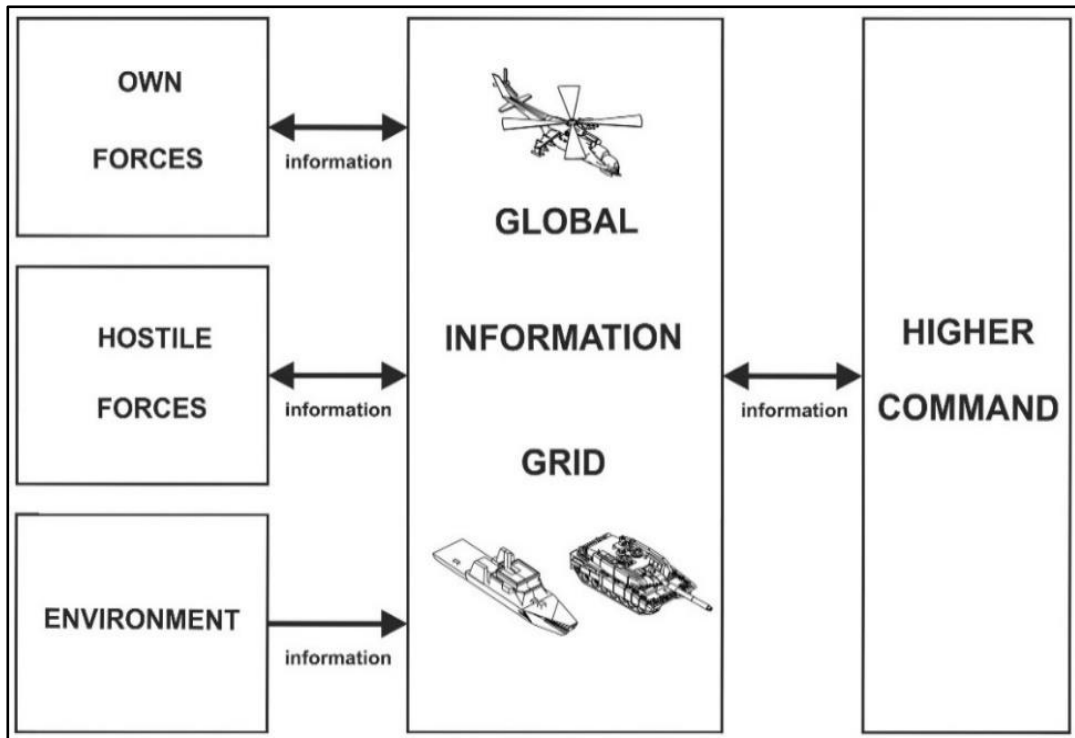 OWN
FORCES
information
HOSTILE
FORCES
information
ENVIRONMENT
information
GLOBAL
INFORMATION
GRID
information
HIGHER
COMMAND